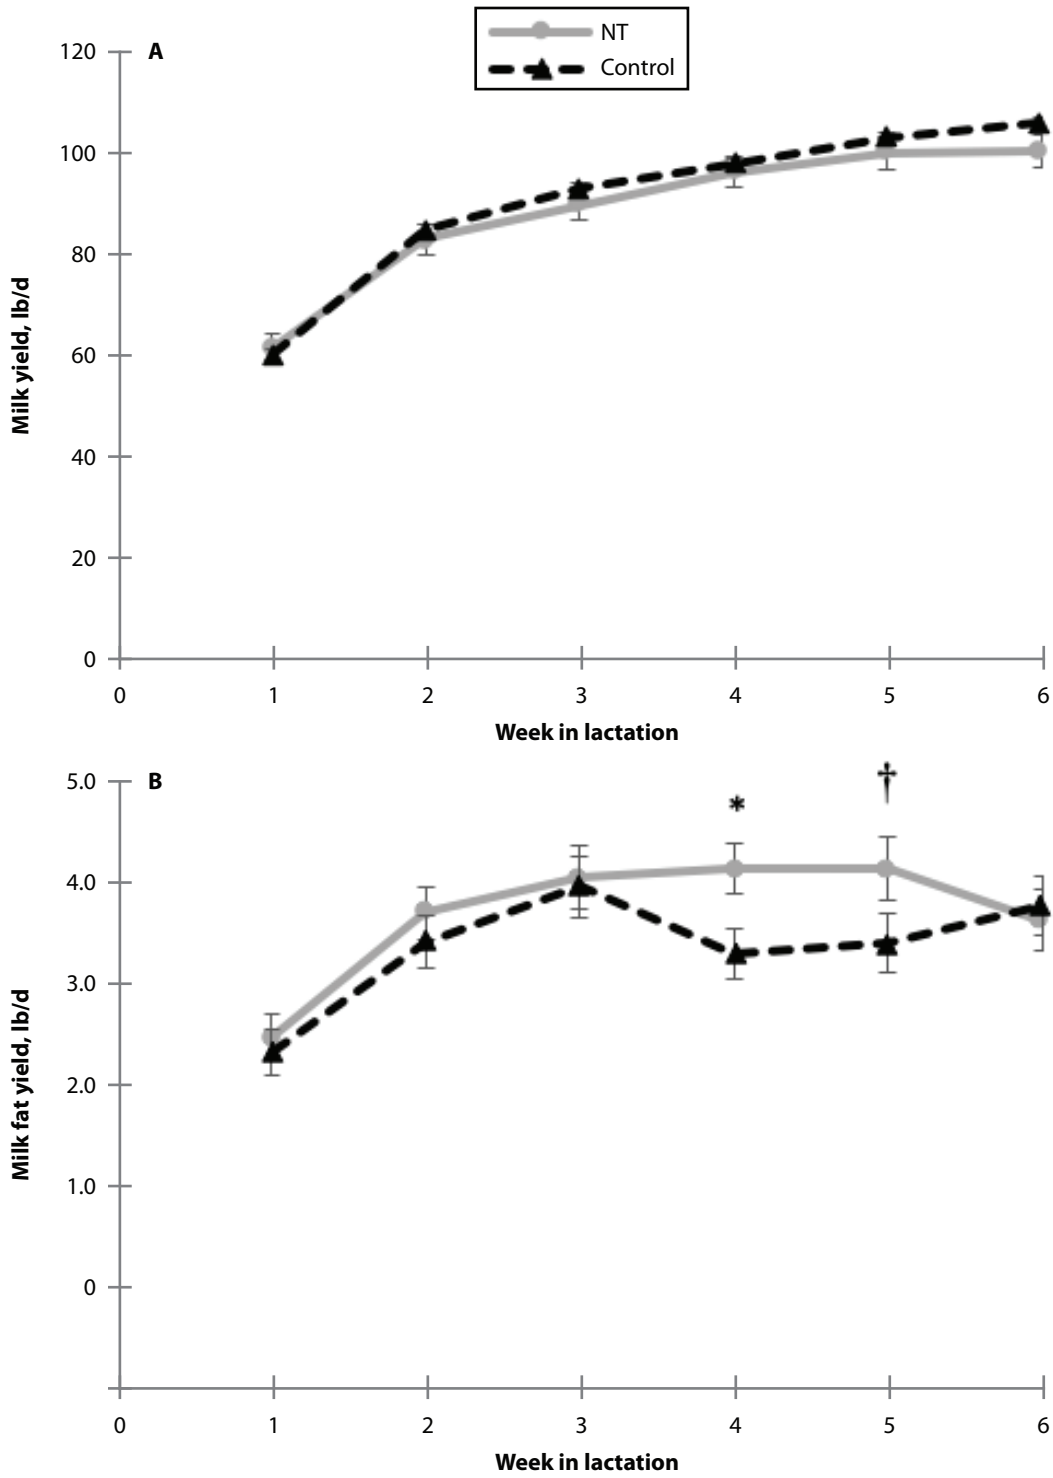 NT
Control
A
120
100
80
60
40
20
0
Milk yield, lb/d
0 1 2 3 4 5 6
Week in lactation
B
* †
5.0
4.0
3.0
2.0
1.0
0
Milk fat yield, lb/d
0 1 2 3 4 5 6
Week in lactation